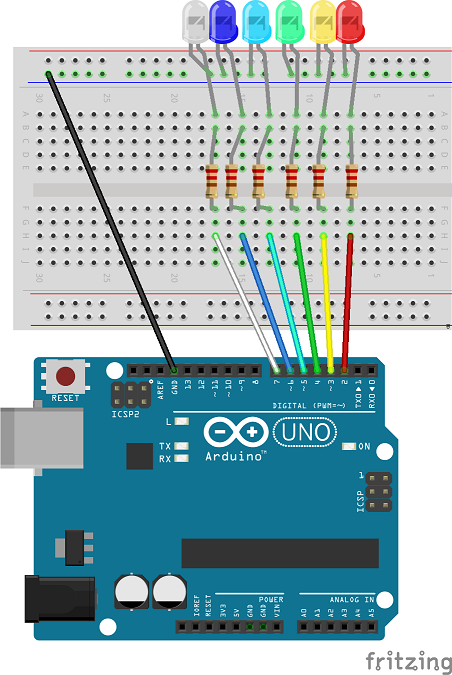 30 25 20 15 10 5 1
A A
B B
C C
D D
E E
F F
G G
H H
I I
J J
30 25 20 15 10 5 1
AREF
GND
13
12
~11
~10
~9
8
7
~6
~5
4
~3
2
TXO▶1
RXO◀0
RESET
ICSP2
DIGITAL (PWM=~)
L
TX
RX
Arduino™
UNO
ON
1
ICSP
IOREF
RESET
3V3
5V
GND
GND
VIN
POWER
ANALOG IN
A0
A1
A2
A3
A4
A5
fritzing